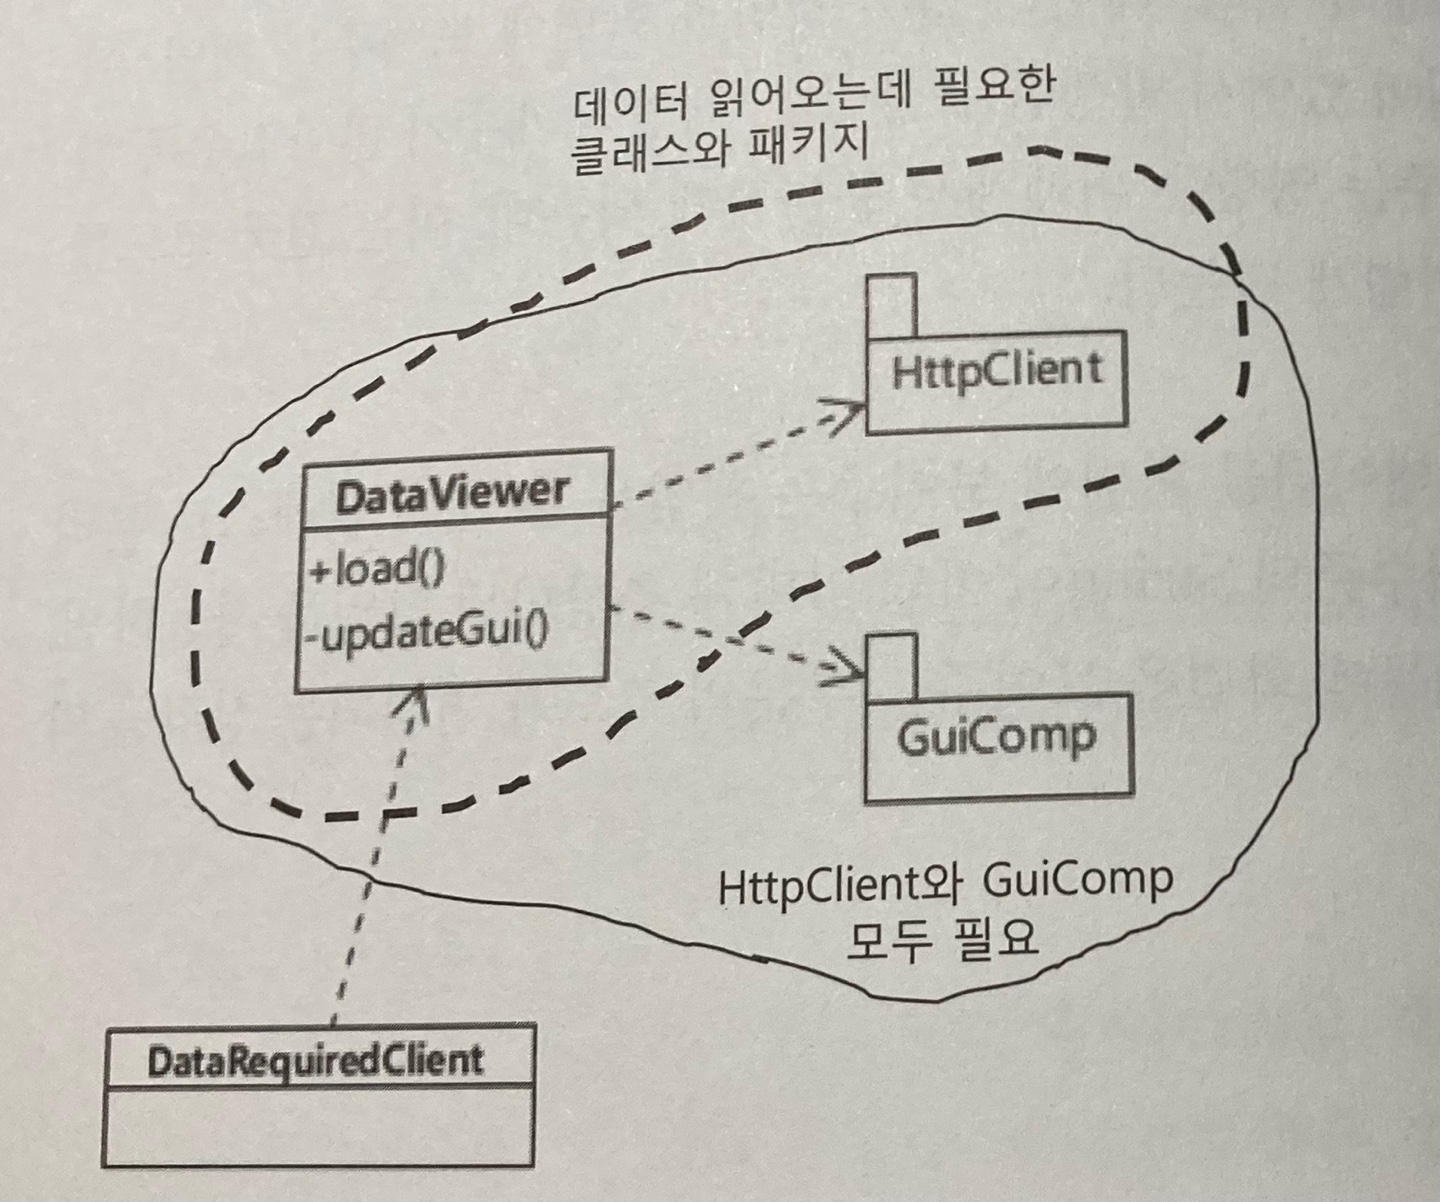 데이터 읽어오는데 필요한
클래스와 패키지
HttpClient
DataViewer
+load()
-updateGui()
GuiComp
HttpClient와 GuiComp
모두 필요
DataRequiredClient